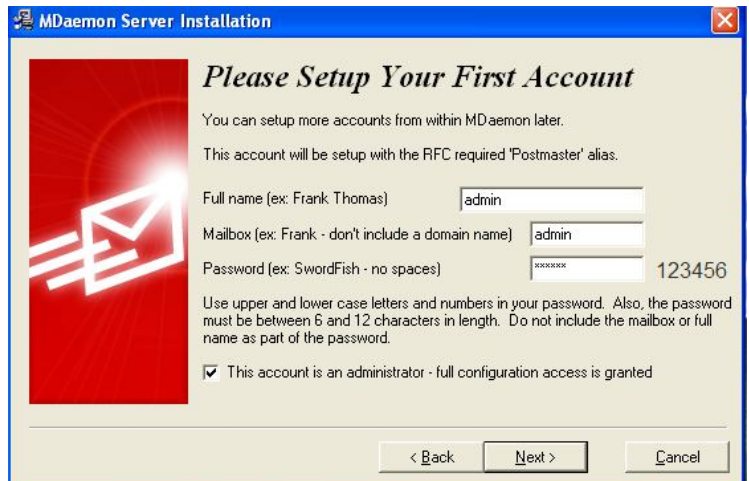 MDaemon Server Installation
Please Setup Your First Account
You can setup more accounts from within MDaemon later.
This account will be setup with the RFC required 'Postmaster' alias.
Full name (ex: Frank Thomas) admin
Mailbox (ex: Frank - don't include a domain name) admin
Password (ex: SwordFish - no spaces) ****** 123456
Use upper and lower case letters and numbers in your password. Also, the password
must be between 6 and 12 characters in length. Do not include the mailbox or full
name as part of the password.
This account is an administrator - full configuration access is granted
< Back Next > Cancel